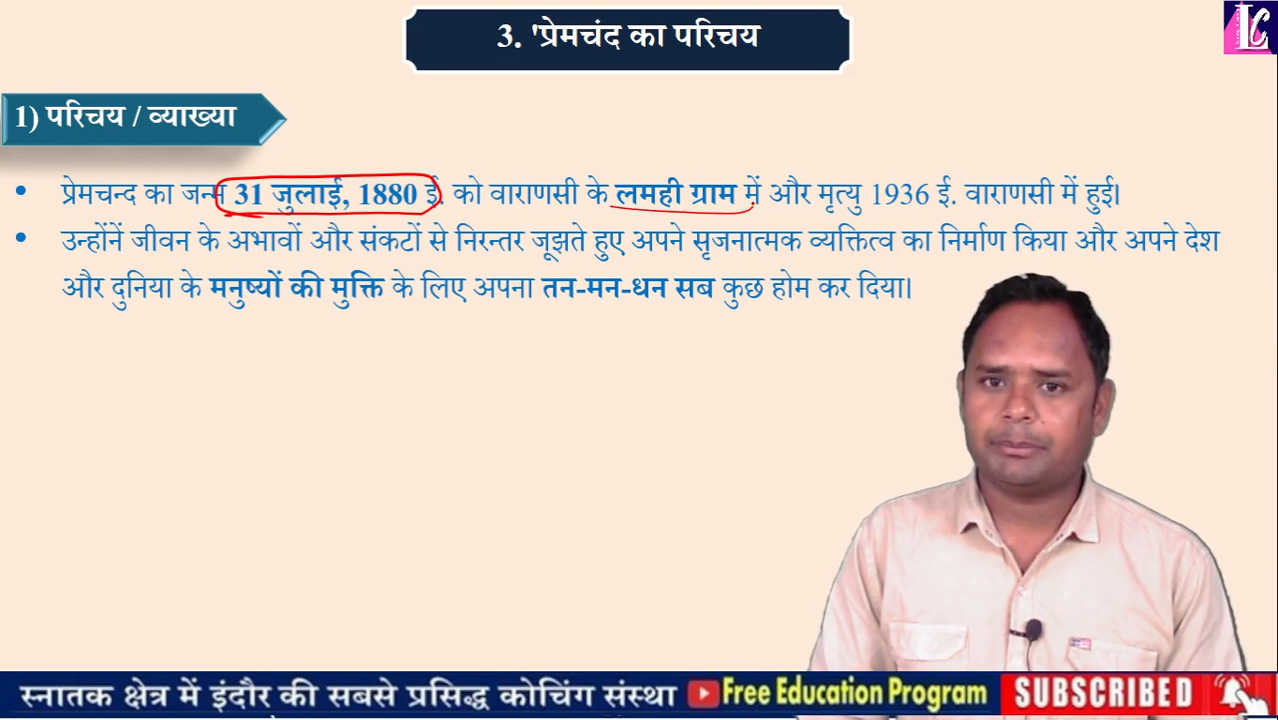 3. 'प्रेमचंद का परिचय
LC
1) परिचय / व्याख्या
• प्रेमचन्द का जन्म 31 जुलाई, 1880 ई. को वाराणसी के लमही ग्राम में और मृत्यु 1936 ई. वाराणसी में हुई।
• उन्होंनें जीवन के अभावों और संकटों से निरन्तर जूझते हुए अपने सृजनात्मक व्यक्तित्व का निर्माण किया और अपने देश
और दुनिया के मनुष्यों की मुक्ति के लिए अपना तन-मन-धन सब कुछ होम कर दिया।
स्नातक क्षेत्र में इंदौर की सबसे प्रसिद्ध कोचिंग संस्था Free Education Program SUBSCRIBED